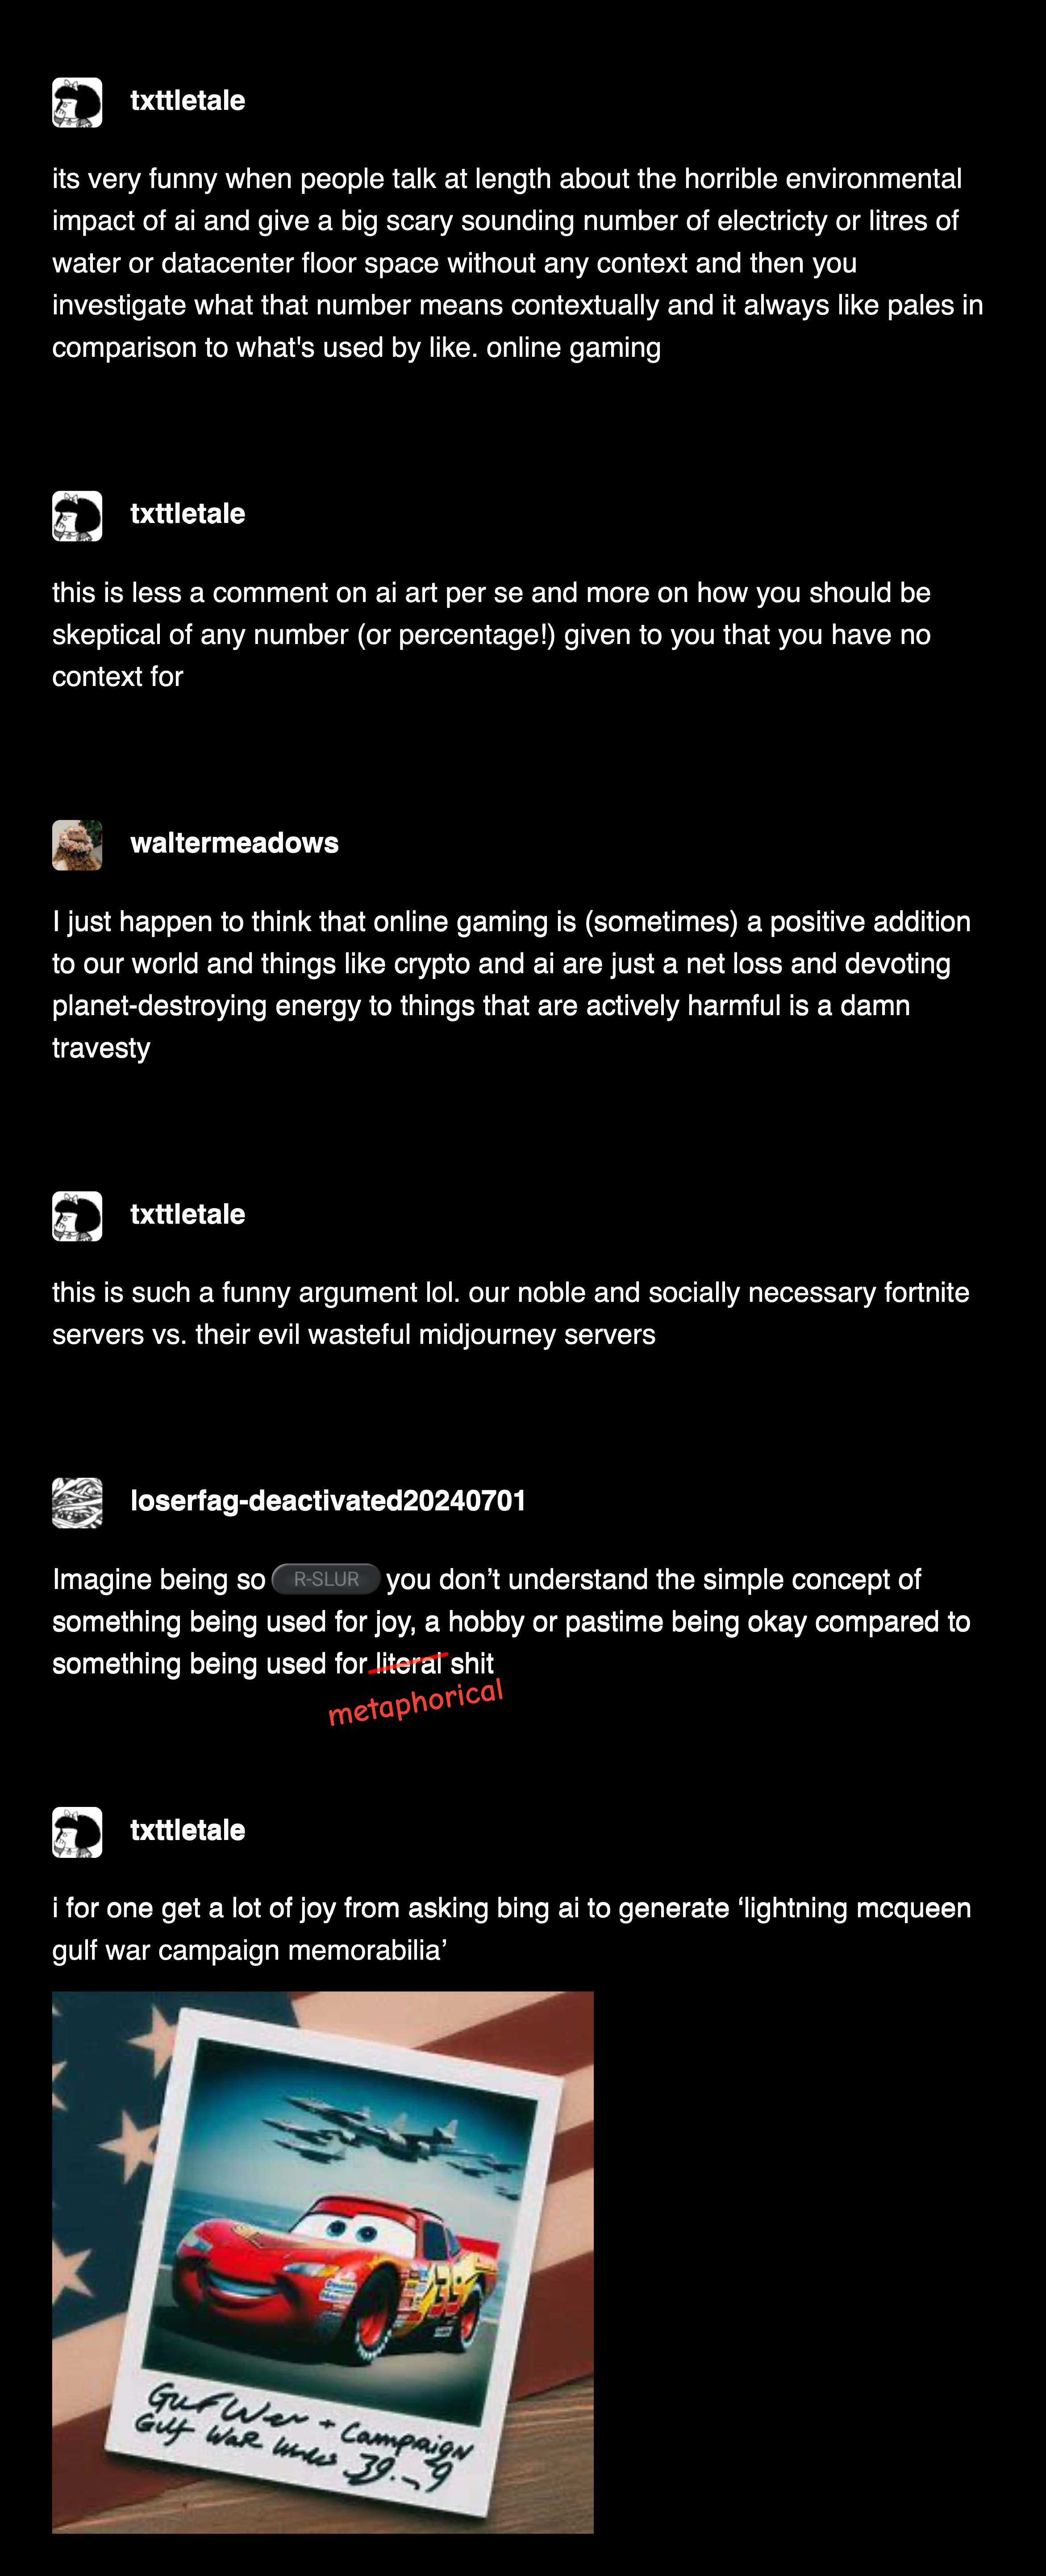 txttletale
its very funny when people talk at length about the horrible environmental
impact of ai and give a big scary sounding number of electricty or litres of
water or datacenter floor space without any context and then you
investigate what that number means contextually and it always like pales in
comparison to what's used by like. online gaming
txttletale
this is less a comment on ai art per se and more on how you should be
skeptical of any number (or percentage!) given to you that you have no
context for
waltermeadows
I just happen to think that online gaming is (sometimes) a positive addition
to our world and things like crypto and ai are just a net loss and devoting
planet-destroying energy to things that are actively harmful is a damn
travesty
txttletale
this is such a funny argument lol. our noble and socially necessary fortnite
servers vs. their evil wasteful midjourney servers
loserfag-deactivated20240701
Imagine being so R-SLUR you don’t understand the simple concept of
something being used for joy, a hobby or pastime being okay compared to
something being used for literal shit
metaphorical
txttletale
i for one get a lot of joy from asking bing ai to generate ‘lightning mcqueen
gulf war campaign memorabilia’
Guf War + Campaign
Gulf WaR 39